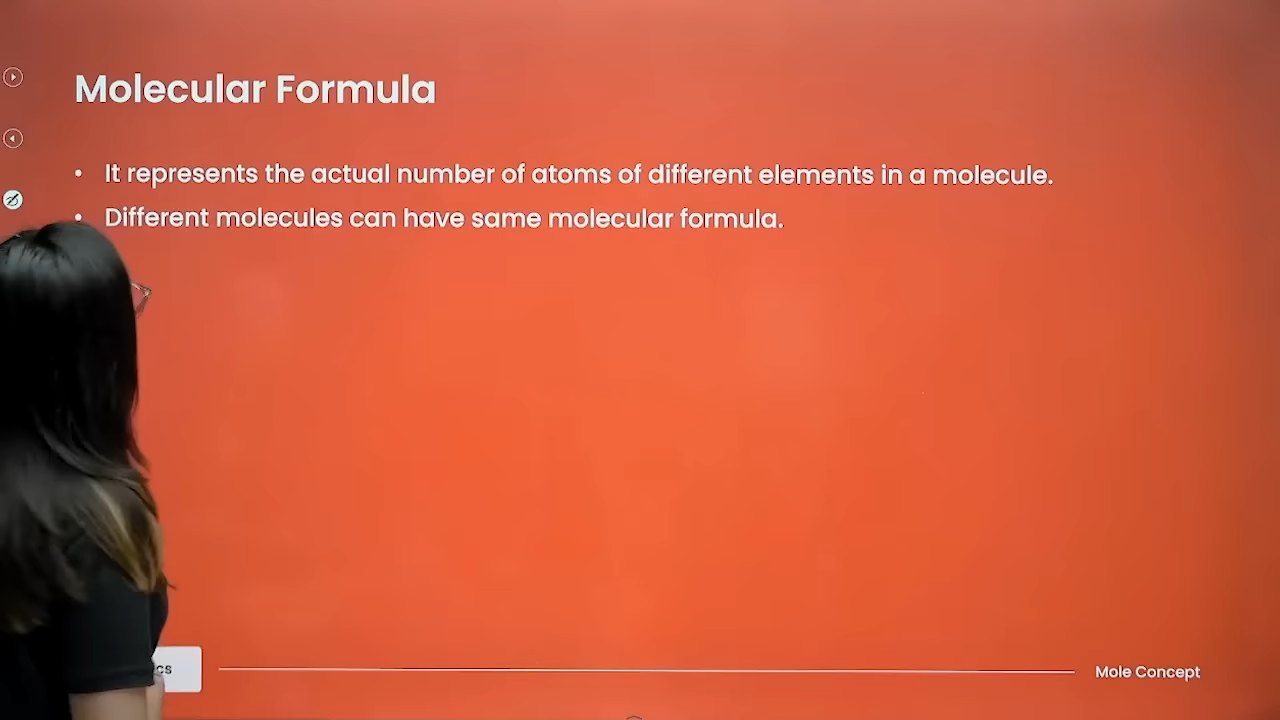 Molecular Formula
• It represents the actual number of atoms of different elements in a molecule.
• Different molecules can have same molecular formula.
Mole Concept